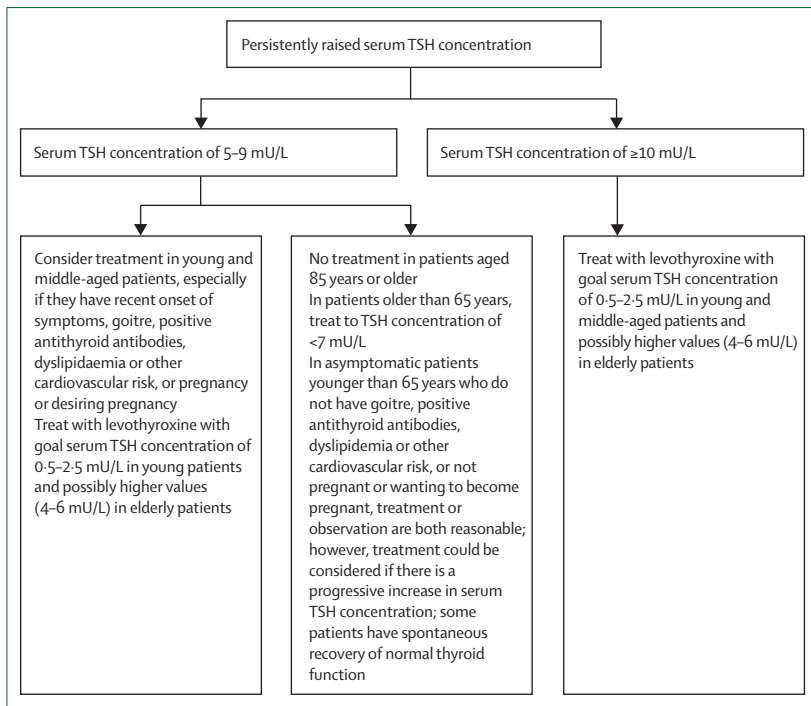 Persistently raised serum TSH concentration
Serum TSH concentration of 5–9 mU/L
Serum TSH concentration of ≥10 mU/L
Consider treatment in young and
middle-aged patients, especially
if they have recent onset of
symptoms, goitre, positive
antithyroid antibodies,
dyslipidaemia or other
cardiovascular risk, or pregnancy
or desiring pregnancy
Treat with levothyroxine with
goal serum TSH concentration of
0·5–2·5 mU/L in young patients
and possibly higher values
(4–6 mU/L) in elderly patients
No treatment in patients aged
85 years or older
In patients older than 65 years,
treat to TSH concentration of
<7 mU/L
In asymptomatic patients
younger than 65 years who do
not have goitre, positive
antithyroid antibodies,
dyslipidemia or other
cardiovascular risk, or not
pregnant or wanting to become
pregnant, treatment or
observation are both reasonable;
however, treatment could be
considered if there is a
progressive increase in serum
TSH concentration; some
patients have spontaneous
recovery of normal thyroid
function
Treat with levothyroxine with
goal serum TSH concentration
of 0·5–2·5 mU/L in young and
middle-aged patients and
possibly higher values (4–6 mU/L)
in elderly patients